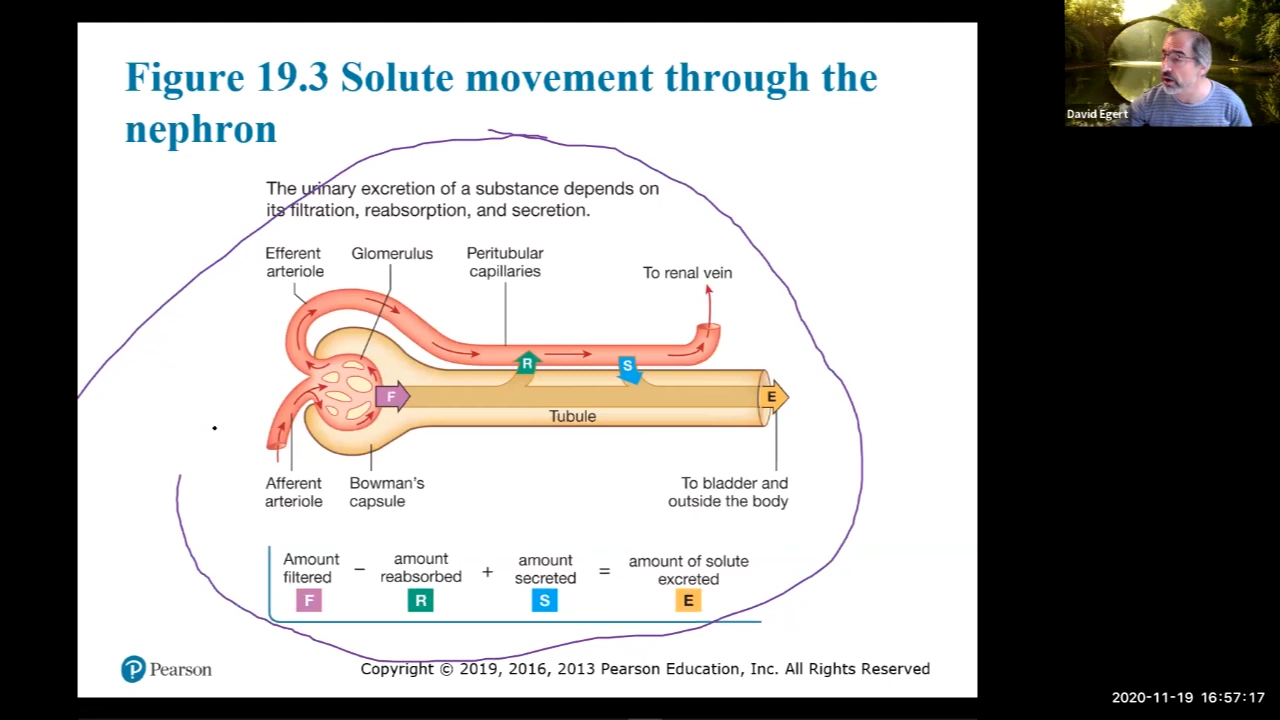 Figure 19.3 Solute movement through the
nephron
David Egert
The urinary excretion of a substance depends on
its filtration, reabsorption, and secretion.
Efferent
arteriole
Glomerulus
Peritubular
capillaries
To renal vein
R
S
F
E
Tubule
Afferent
arteriole
Bowman's
capsule
To bladder and
outside the body
Amount
filtered
F
−
amount
reabsorbed
R
+
amount
secreted
S
=
amount of solute
excreted
E
P Pearson
Copyright © 2019, 2016, 2013 Pearson Education, Inc. All Rights Reserved
2020-11-19 16:57:17